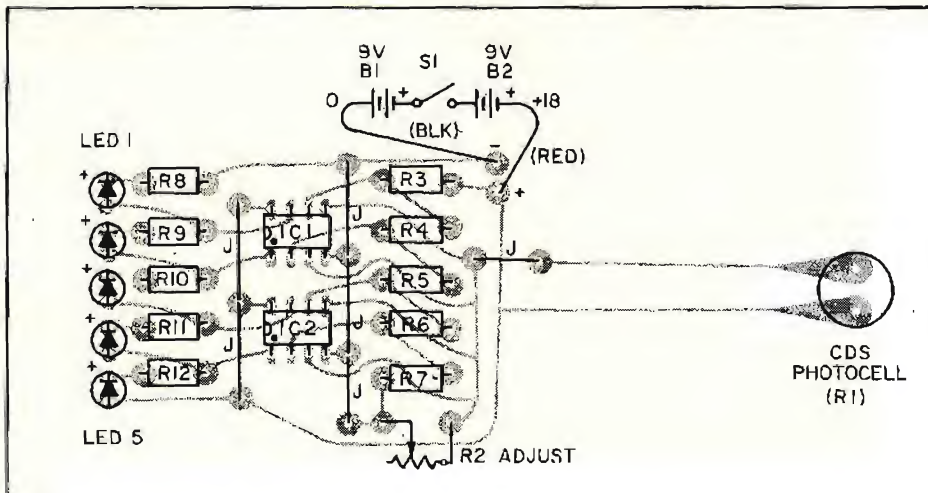 9V S1 9V
B1 B2
+ +
0 +18
(BLK)
(RED)
LED 1
-
+
+ R8 R3
+ R9 J IC1 J R4
J
+ R10 R5
+ R11 IC2 R6
J J
+ R12 R7
LED 5
R2 ADJUST
CDS
PHOTOCELL
(R1)